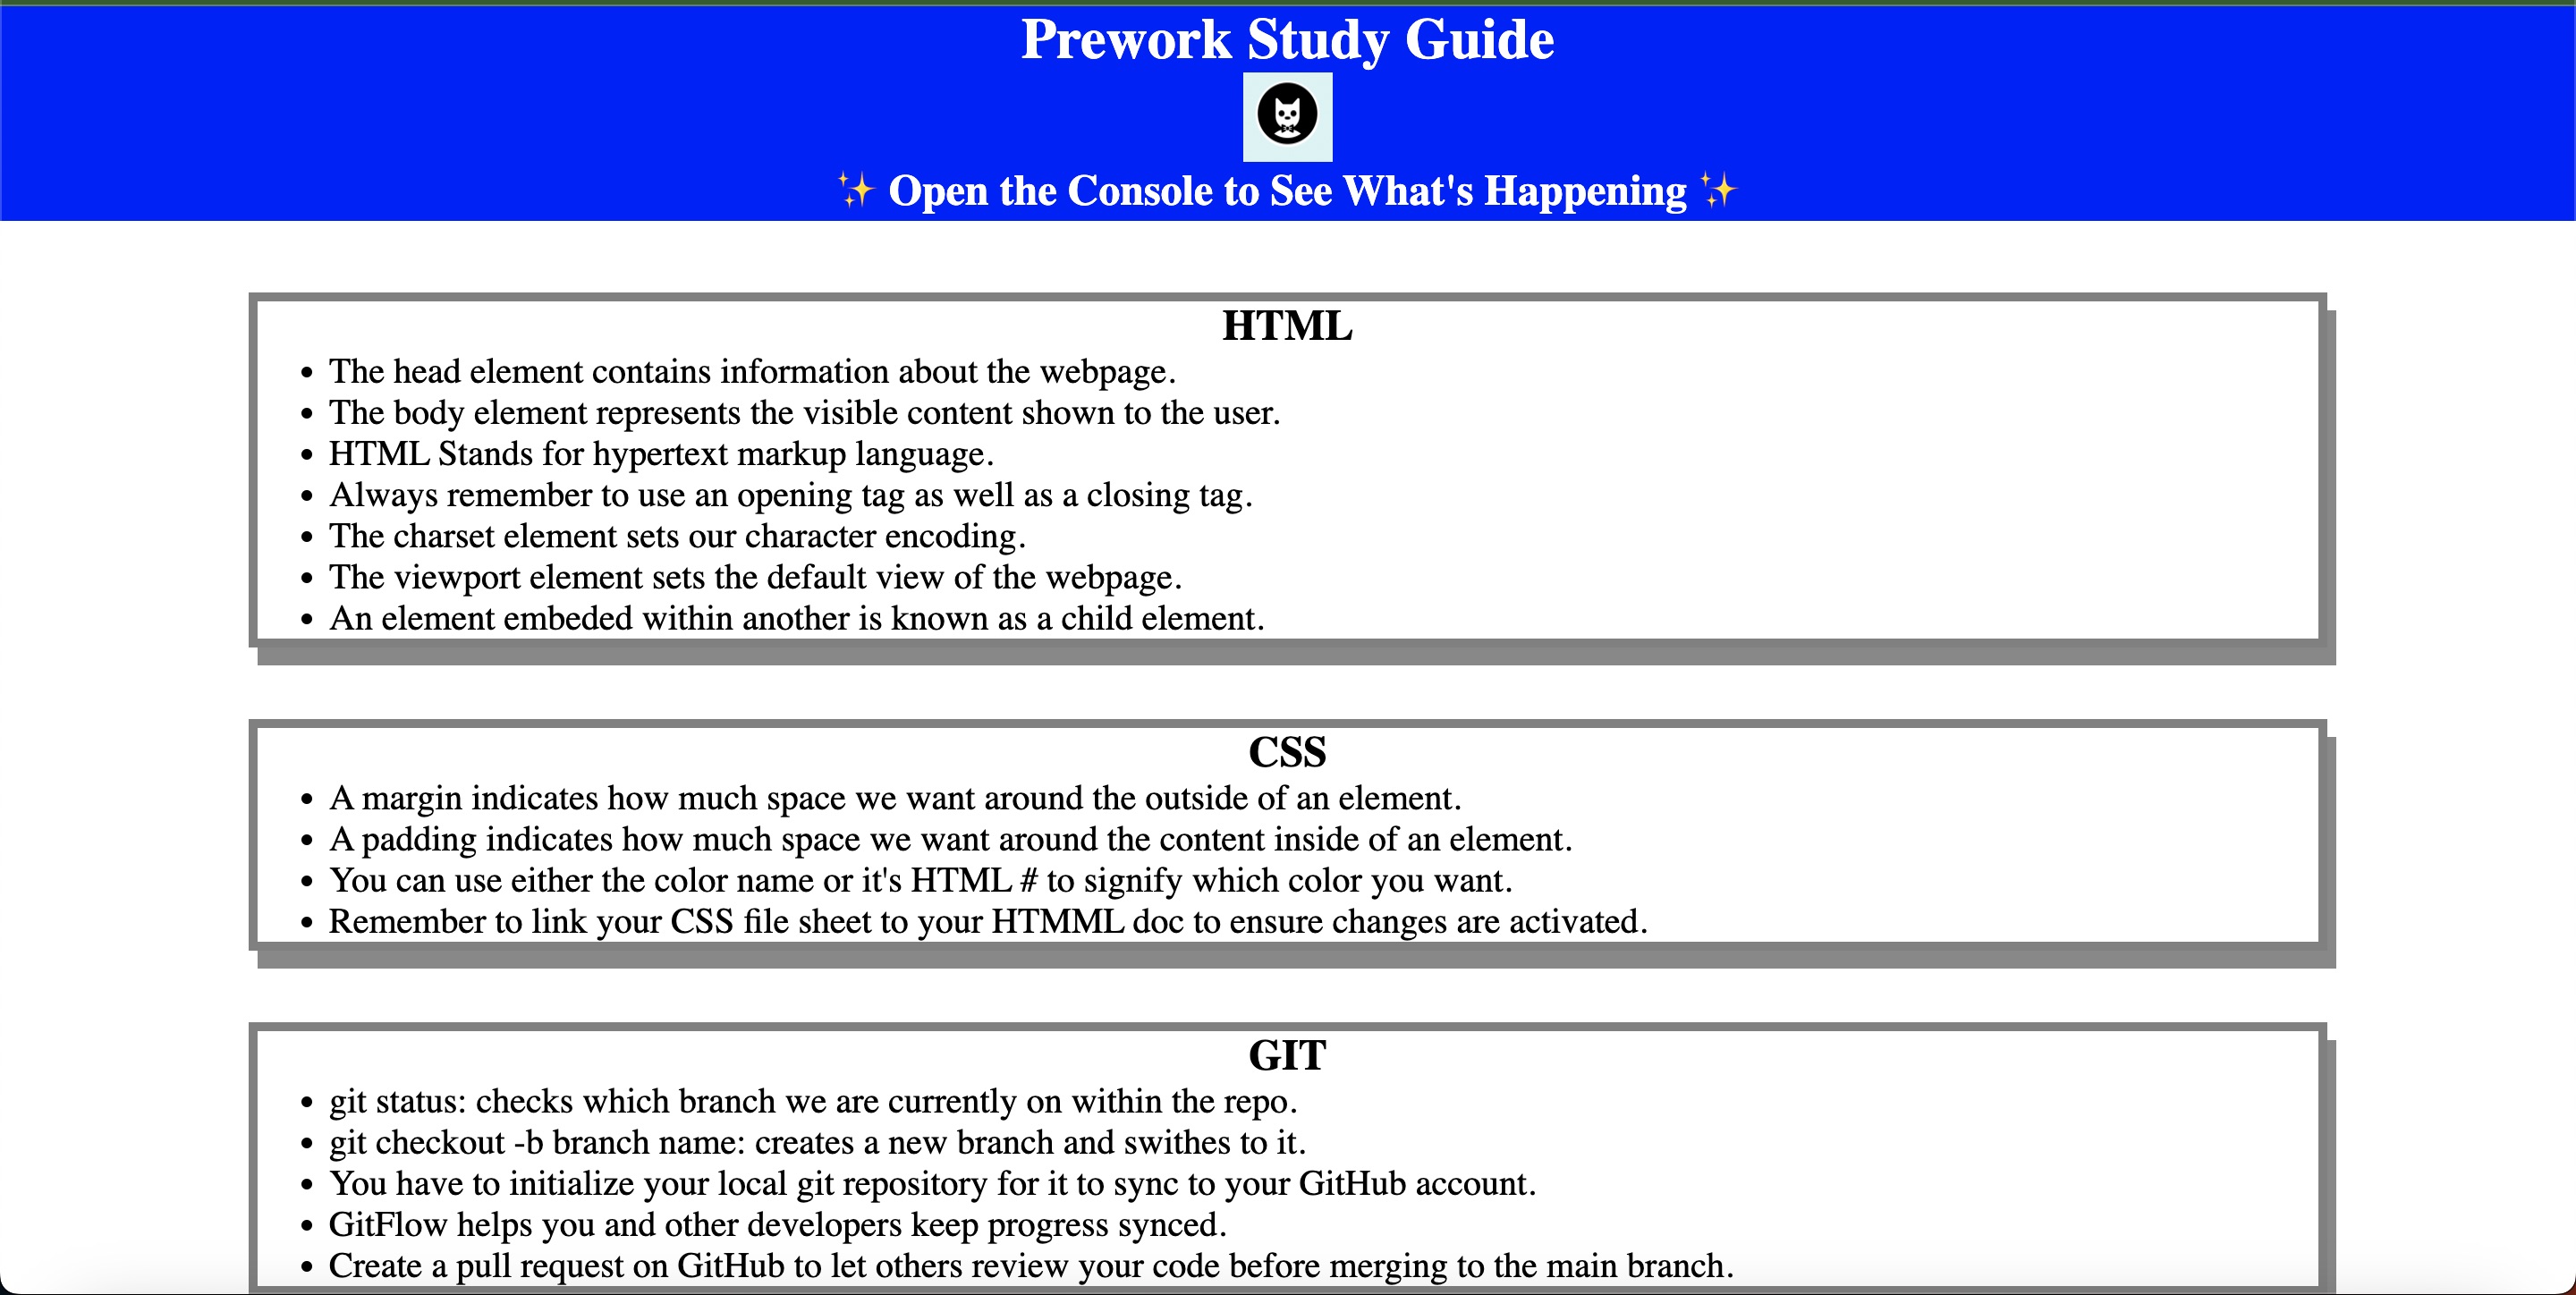 Prework Study Guide
✨ Open the Console to See What's Happening ✨
HTML
• The head element contains information about the webpage.
• The body element represents the visible content shown to the user.
• HTML Stands for hypertext markup language.
• Always remember to use an opening tag as well as a closing tag.
• The charset element sets our character encoding.
• The viewport element sets the default view of the webpage.
• An element embeded within another is known as a child element.
CSS
• A margin indicates how much space we want around the outside of an element.
• A padding indicates how much space we want around the content inside of an element.
• You can use either the color name or it's HTML # to signify which color you want.
• Remember to link your CSS file sheet to your HTMML doc to ensure changes are activated.
GIT
• git status: checks which branch we are currently on within the repo.
• git checkout -b branch name: creates a new branch and swithes to it.
• You have to initialize your local git repository for it to sync to your GitHub account.
• GitFlow helps you and other developers keep progress synced.
• Create a pull request on GitHub to let others review your code before merging to the main branch.